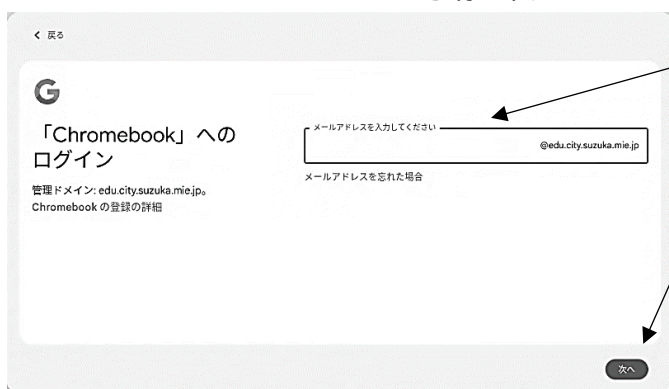 戻る
G
「Chromebook」への
ログイン
管理ドメイン: edu.city.suzuka.mie.jp。
Chromebook の登録の詳細
メールアドレスを入力してください
@edu.city.suzuka.mie.jp
メールアドレスを忘れた場合
次へ